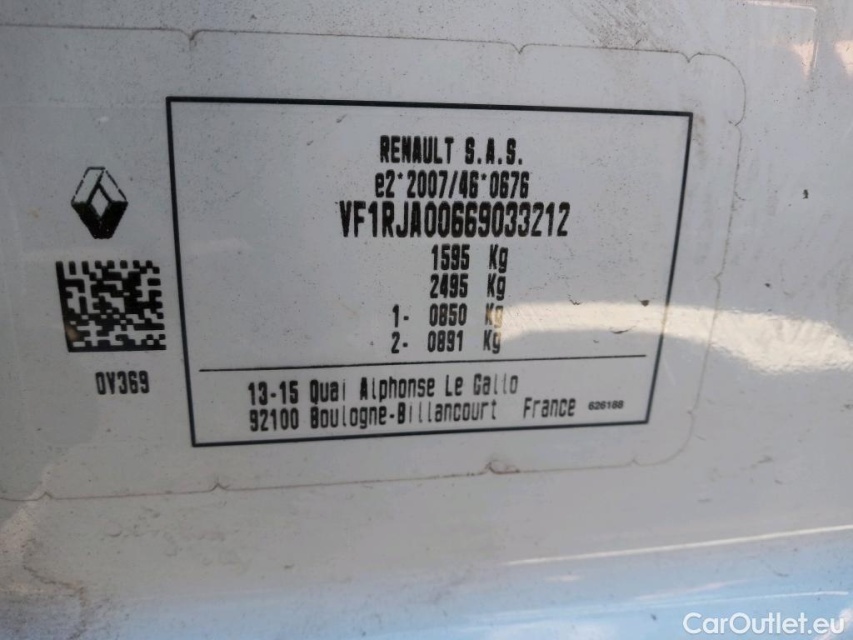 RENAULT S.A.S.
e2*2007/46*0676
VF1RJA00669033212
1595 Kg
2495 Kg
1- 0850 Kg
2- 0891 Kg
0V369
13-15 Quai Alphonse Le Gallo
92100 Boulogne-Billancourt France 626188
CarOutlet.eu